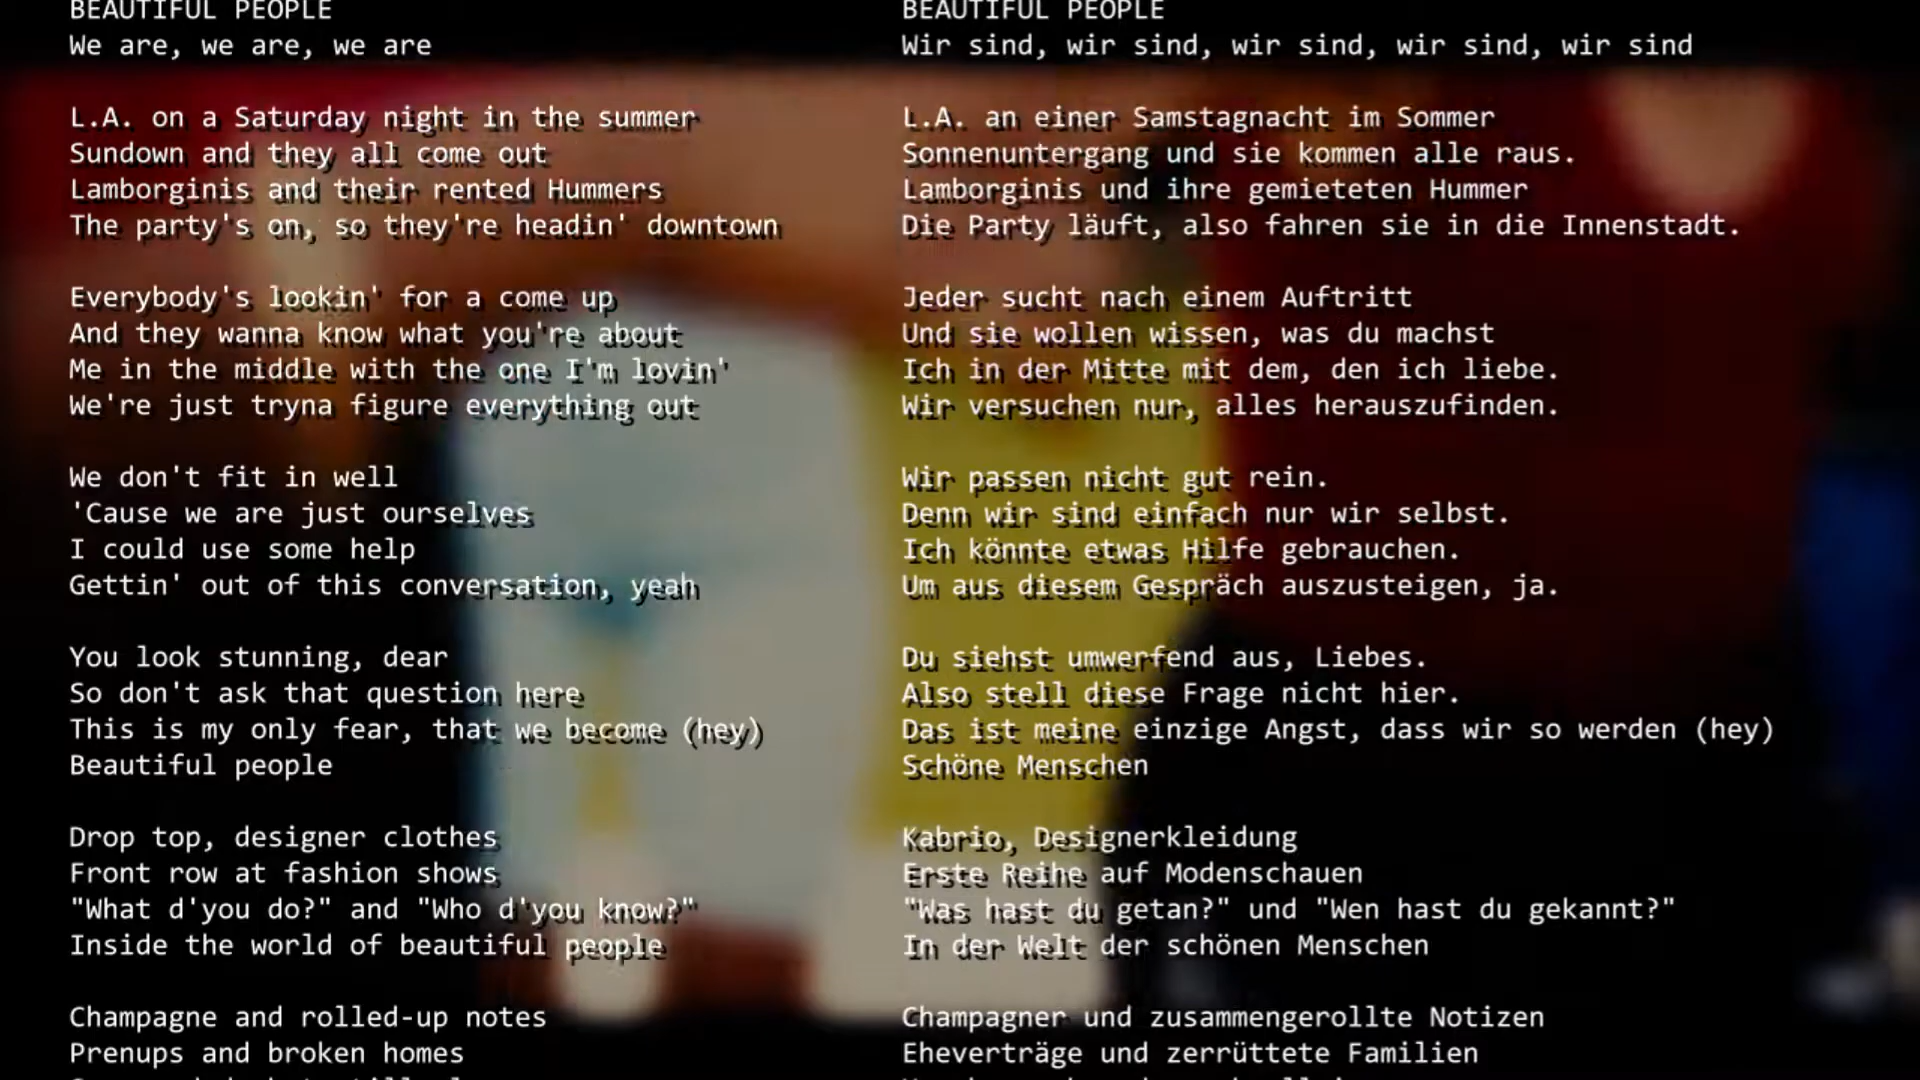 BEAUTIFUL PEOPLE
We are, we are, we are

L.A. on a Saturday night in the summer
Sundown and they all come out
Lamborginis and their rented Hummers
The party's on, so they're headin' downtown

Everybody's lookin' for a come up
And they wanna know what you're about
Me in the middle with the one I'm lovin'
We're just tryna figure everything out

We don't fit in well
'Cause we are just ourselves
I could use some help
Gettin' out of this conversation, yeah

You look stunning, dear
So don't ask that question here
This is my only fear, that we become (hey)
Beautiful people

Drop top, designer clothes
Front row at fashion shows
"What d'you do?" and "Who d'you know?"
Inside the world of beautiful people

Champagne and rolled-up notes
Prenups and broken homes

BEAUTIFUL PEOPLE
Wir sind, wir sind, wir sind, wir sind, wir sind

L.A. an einer Samstagnacht im Sommer
Sonnenuntergang und sie kommen alle raus.
Lamborginis und ihre gemieteten Hummer
Die Party läuft, also fahren sie in die Innenstadt.

Jeder sucht nach einem Auftritt
Und sie wollen wissen, was du machst
Ich in der Mitte mit dem, den ich liebe.
Wir versuchen nur, alles herauszufinden.

Wir passen nicht gut rein.
Denn wir sind einfach nur wir selbst.
Ich könnte etwas Hilfe gebrauchen.
Um aus diesem Gespräch auszusteigen, ja.

Du siehst umwerfend aus, Liebes.
Also stell diese Frage nicht hier.
Das ist meine einzige Angst, dass wir so werden (hey)
Schöne Menschen

Kabrio, Designerkleidung
Erste Reihe auf Modenschauen
"Was hast du getan?" und "Wen hast du gekannt?"
In der Welt der schönen Menschen

Champagner und zusammengerollte Notizen
Eheverträge und zerrüttete Familien